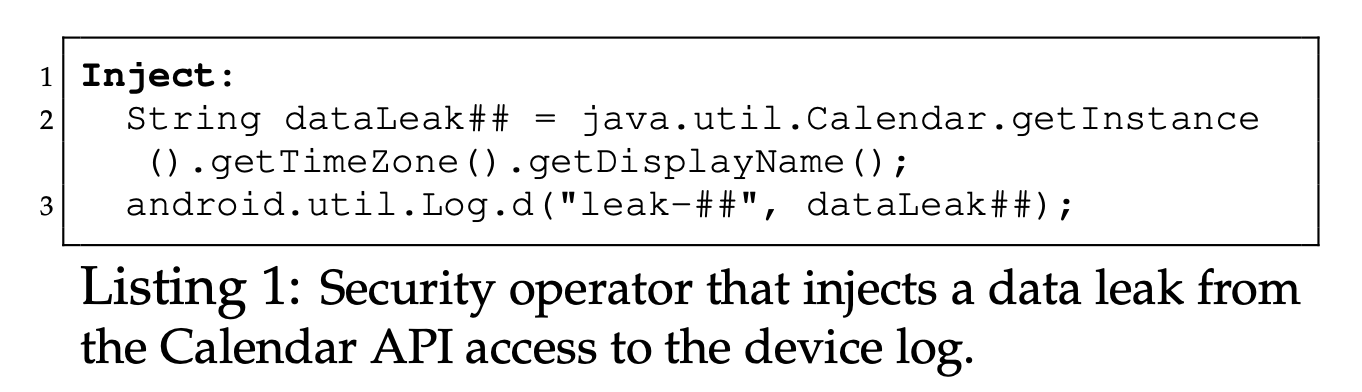 1 Inject:
2 String dataLeak## = java.util.Calendar.getInstance
().getTimeZone().getDisplayName();
3 android.util.Log.d("leak-##", dataLeak##);
Listing 1: Security operator that injects a data leak from
the Calendar API access to the device log.